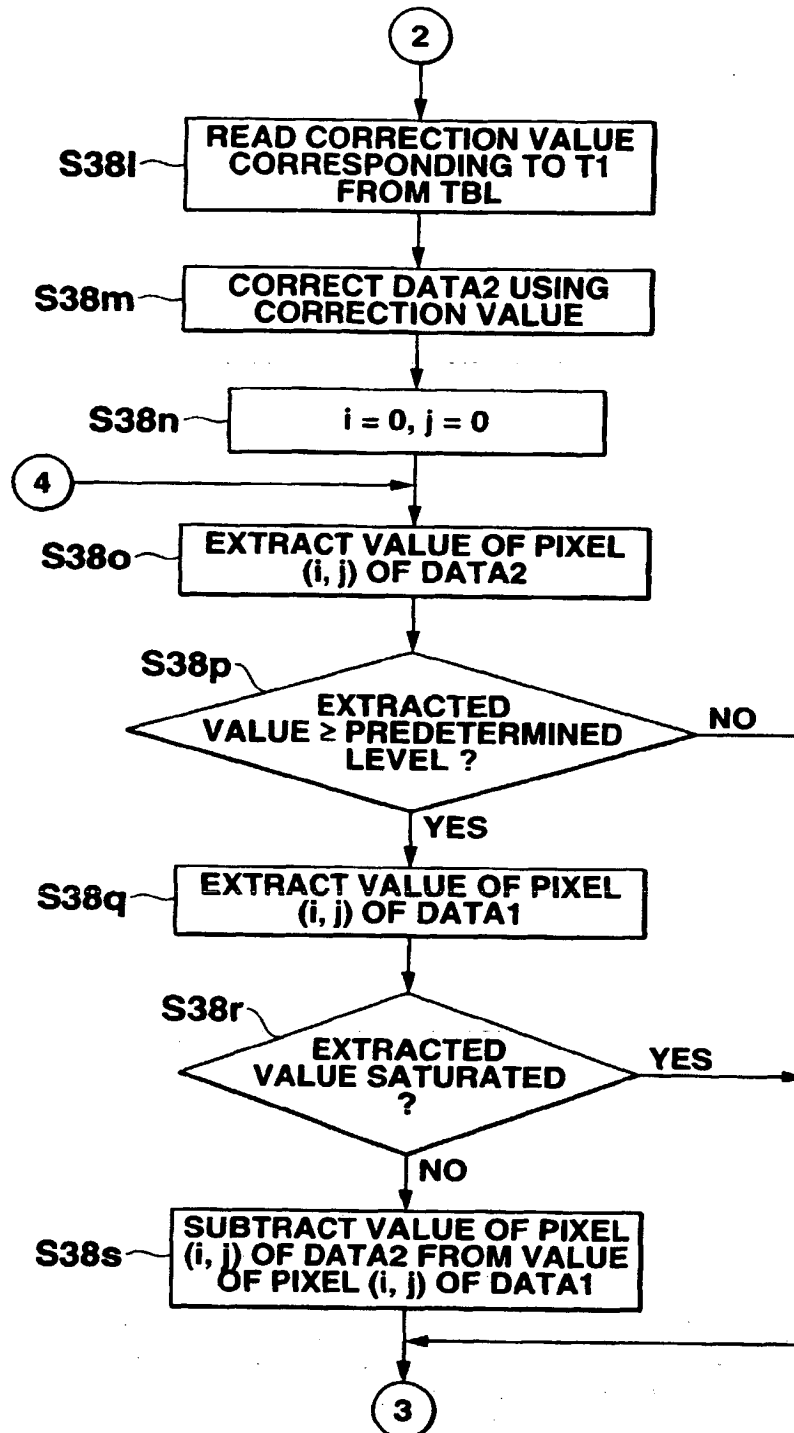 2
S38l
READ CORRECTION VALUE
CORRESPONDING TO T1
FROM TBL
S38m
CORRECT DATA2 USING
CORRECTION VALUE
S38n
i = 0, j = 0
4
S38o
EXTRACT VALUE OF PIXEL
(i, j) OF DATA2
S38p
EXTRACTED
VALUE ≥ PREDETERMINED
LEVEL ?
NO
YES
S38q
EXTRACT VALUE OF PIXEL
(i, j) OF DATA1
S38r
EXTRACTED
VALUE SATURATED
?
YES
NO
S38s
SUBTRACT VALUE OF PIXEL
(i, j) OF DATA2 FROM VALUE
OF PIXEL (i, j) OF DATA1
3